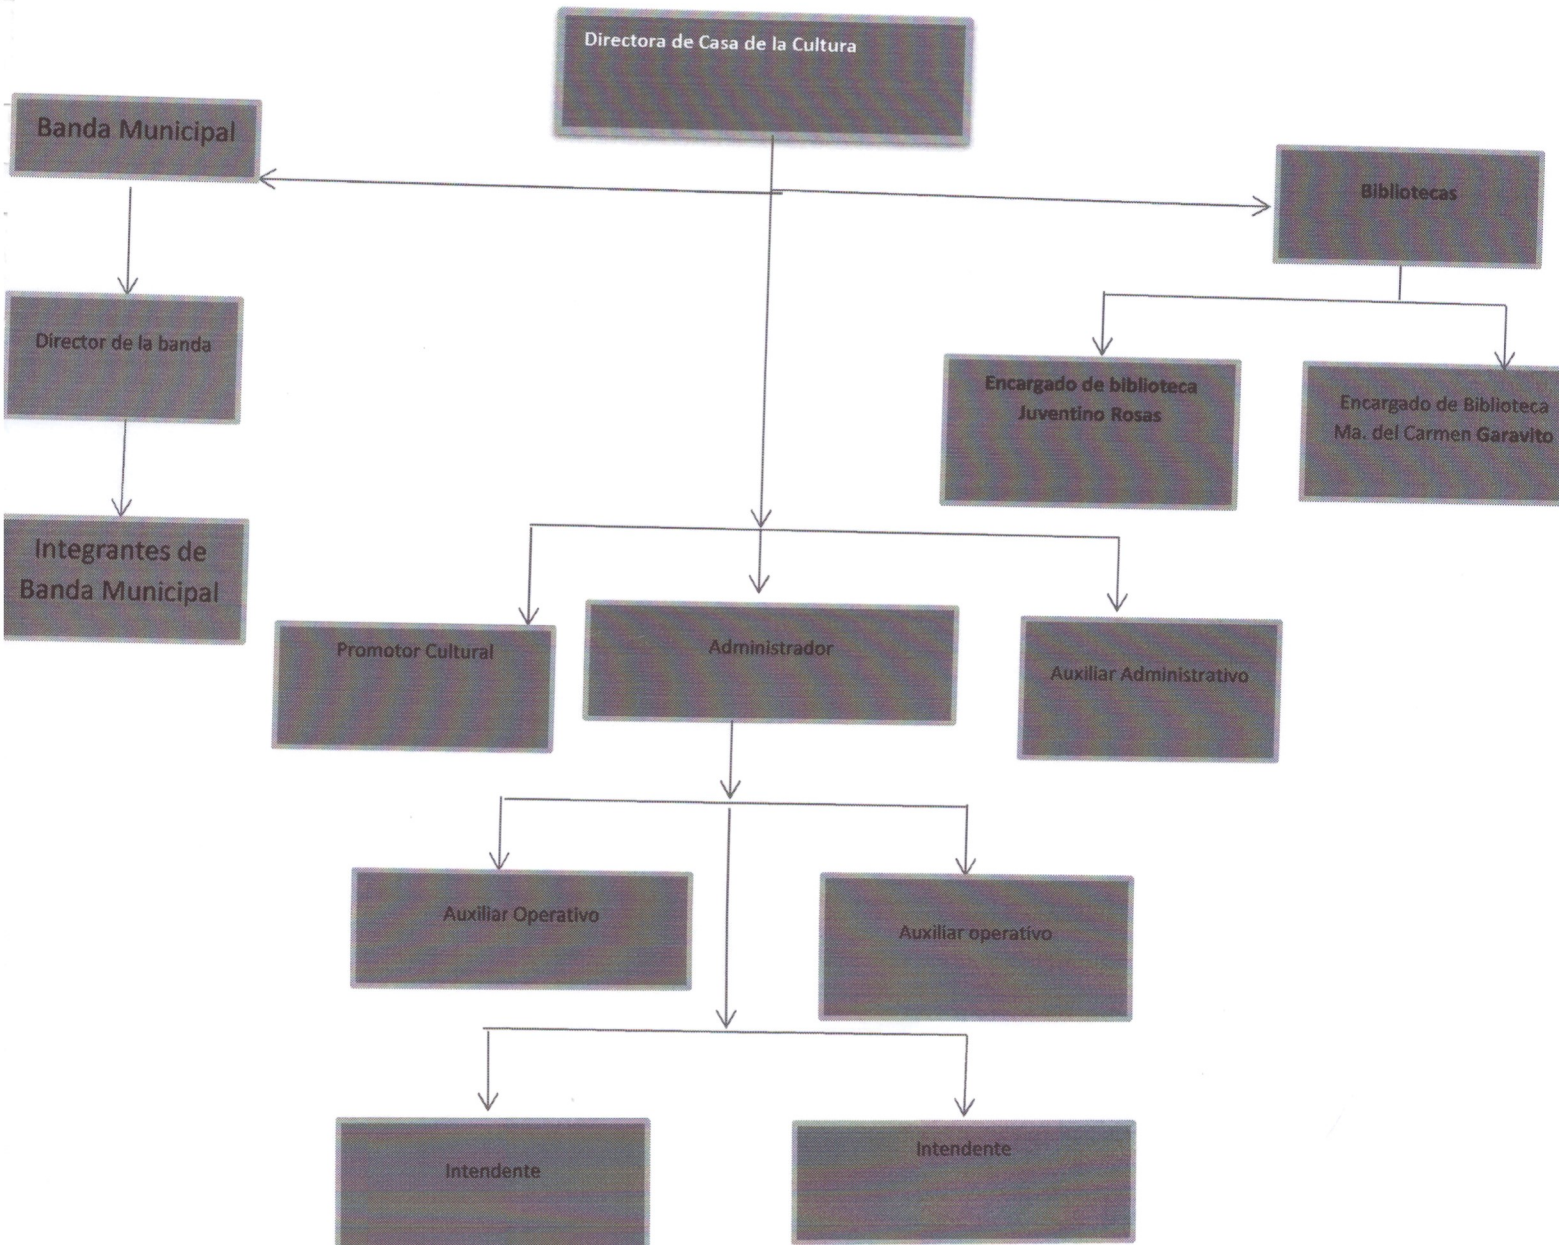 Directora de Casa de la Cultura
Banda Municipal
Bibliotecas
Director de la banda
Encargado de biblioteca
Juventino Rosas
Encargado de Biblioteca
Ma. del Carmen Garavito
Integrantes de
Banda Municipal
Promotor Cultural
Administrador
Auxiliar Administrativo
Auxiliar Operativo
Auxiliar operativo
Intendente
Intendente